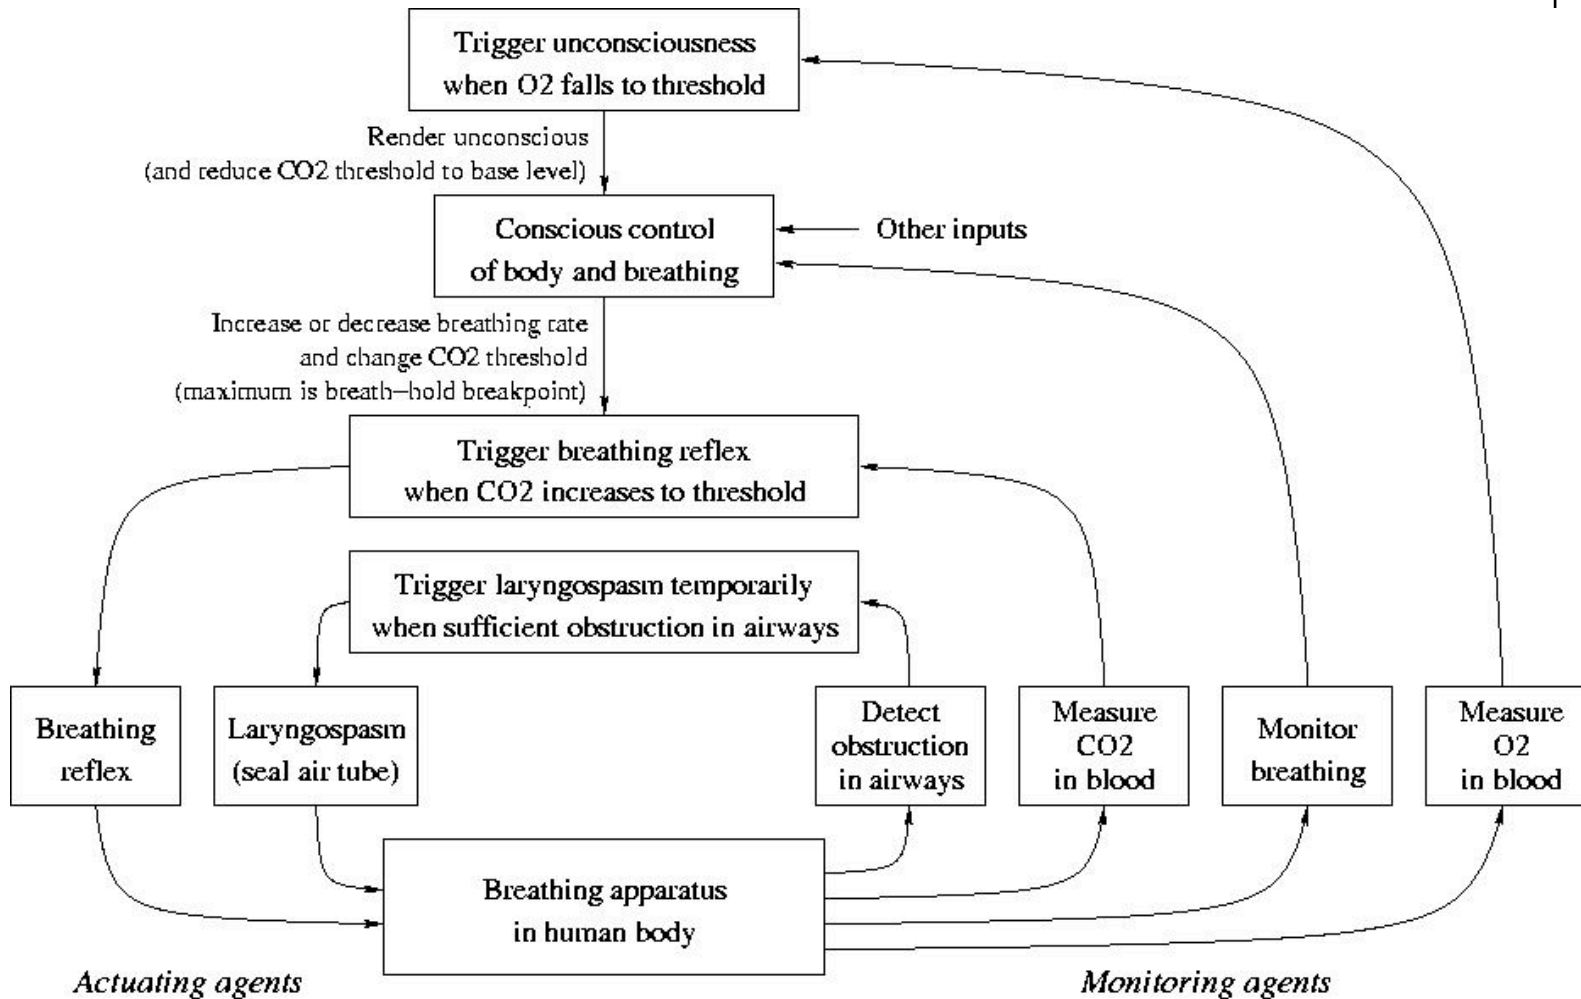 Trigger unconsciousness
when O2 falls to threshold
Render unconscious
(and reduce CO2 threshold to base level)
Conscious control
of body and breathing
Other inputs
Increase or decrease breathing rate
and change CO2 threshold
(maximum is breath–hold breakpoint)
Trigger breathing reflex
when CO2 increases to threshold
Trigger laryngospasm temporarily
when sufficient obstruction in airways
Breathing
reflex
Laryngospasm
(seal air tube)
Detect
obstruction
in airways
Measure
CO2
in blood
Monitor
breathing
Measure
O2
in blood
Breathing apparatus
in human body
Actuating agents
Monitoring agents